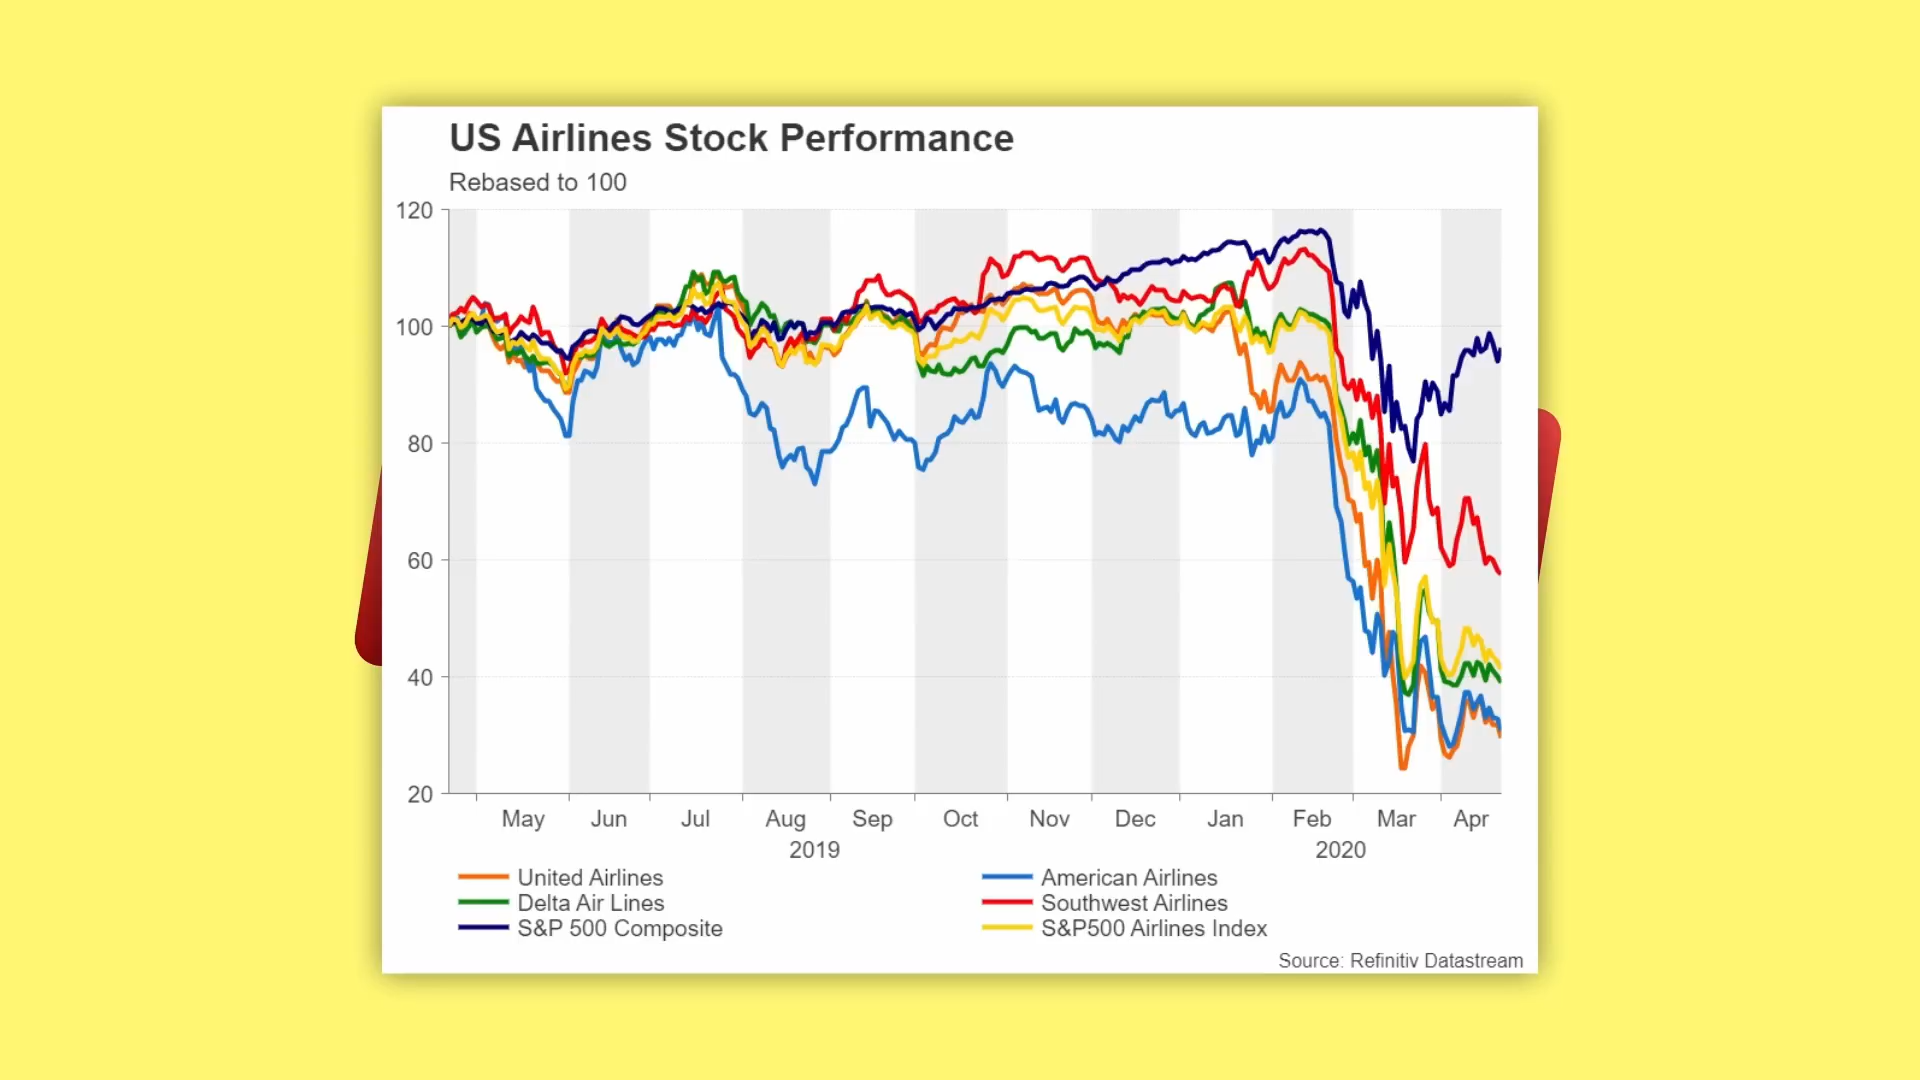 US Airlines Stock Performance
Rebased to 100
120
100
80
60
40
20
May Jun Jul Aug Sep Oct Nov Dec Jan Feb Mar Apr
2019 2020
United Airlines American Airlines
Delta Air Lines Southwest Airlines
S&P 500 Composite S&P500 Airlines Index
Source: Refinitiv Datastream